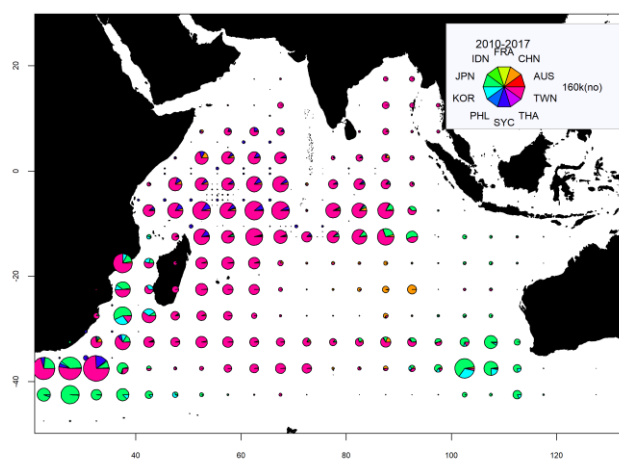 2010-2017
FRA
IDN CHN
JPN AUS
160k(no)
KOR TWN
PHL THA
SYC
20
0
-20
-40
40 60 80 100 120